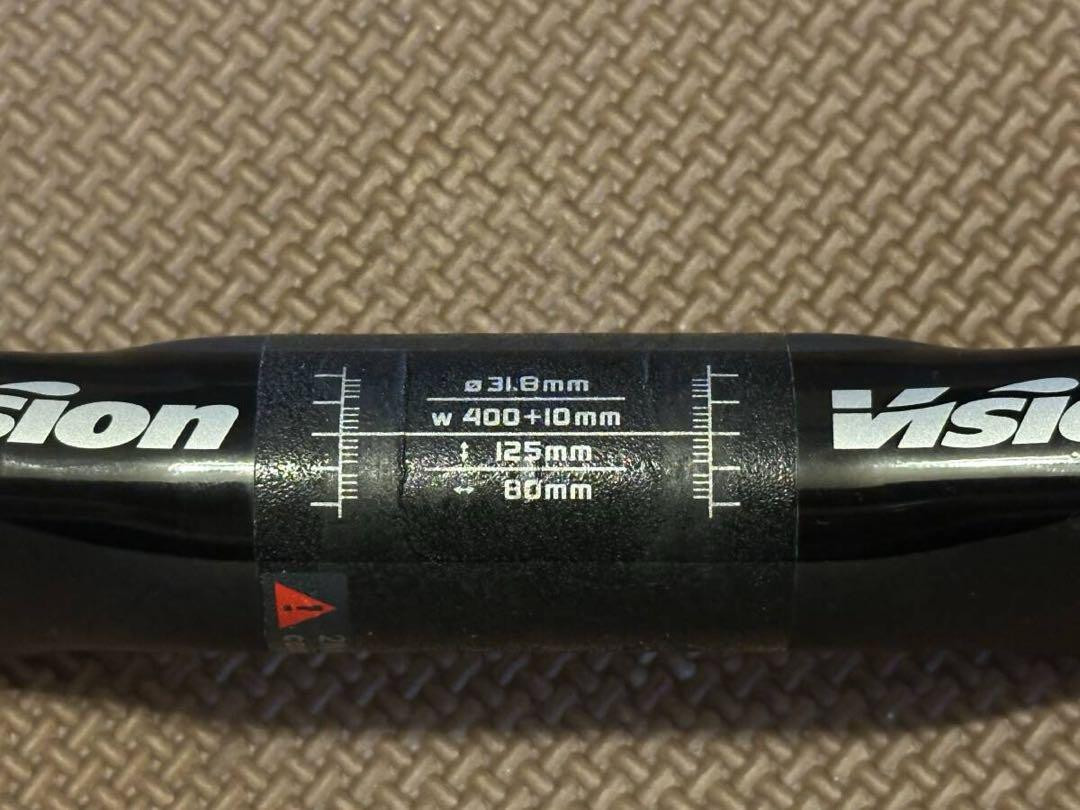 sion
ø31.8mm
w 400+10mm
↕ 125mm
↔ 80mm
Visio